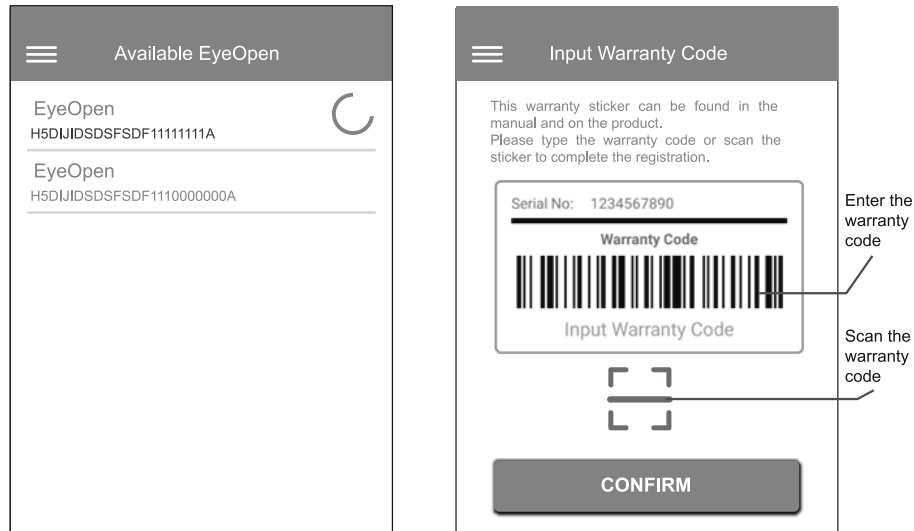 Available EyeOpen
EyeOpen
H5DIJIDSDSFSDF11111111A
EyeOpen
H5DIJIDSDSFSDF1110000000A
Input Warranty Code
This warranty sticker can be found in the
manual and on the product.
Please type the warranty code or scan the
sticker to complete the registration.
Serial No: 1234567890
Warranty Code
Input Warranty Code
CONFIRM
Enter the
warranty
code
Scan the
warranty
code